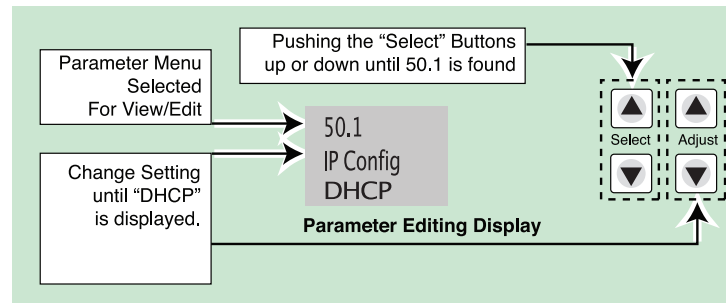 Pushing the “Select” Buttons
up or down until 50.1 is found
Parameter Menu
Selected
For View/Edit
50.1
IP Config
DHCP
Select
Adjust
Change Setting
until “DHCP”
is displayed.
Parameter Editing Display